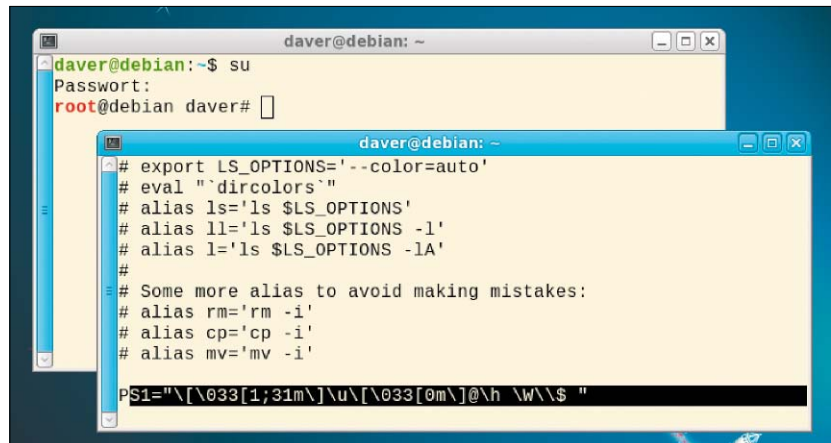 daver@debian: ~
daver@debian:~$ su
Passwort:
root@debian daver#
daver@debian: ~
# export LS_OPTIONS='--color=auto'
# eval "`dircolors`"
# alias ls='ls $LS_OPTIONS'
# alias ll='ls $LS_OPTIONS -l'
# alias l='ls $LS_OPTIONS -lA'
#
# Some more alias to avoid making mistakes:
# alias rm='rm -i'
# alias cp='cp -i'
# alias mv='mv -i'
PS1="\[\033[1;31m\]\u\[\033[0m\]@\h \W\\$ "